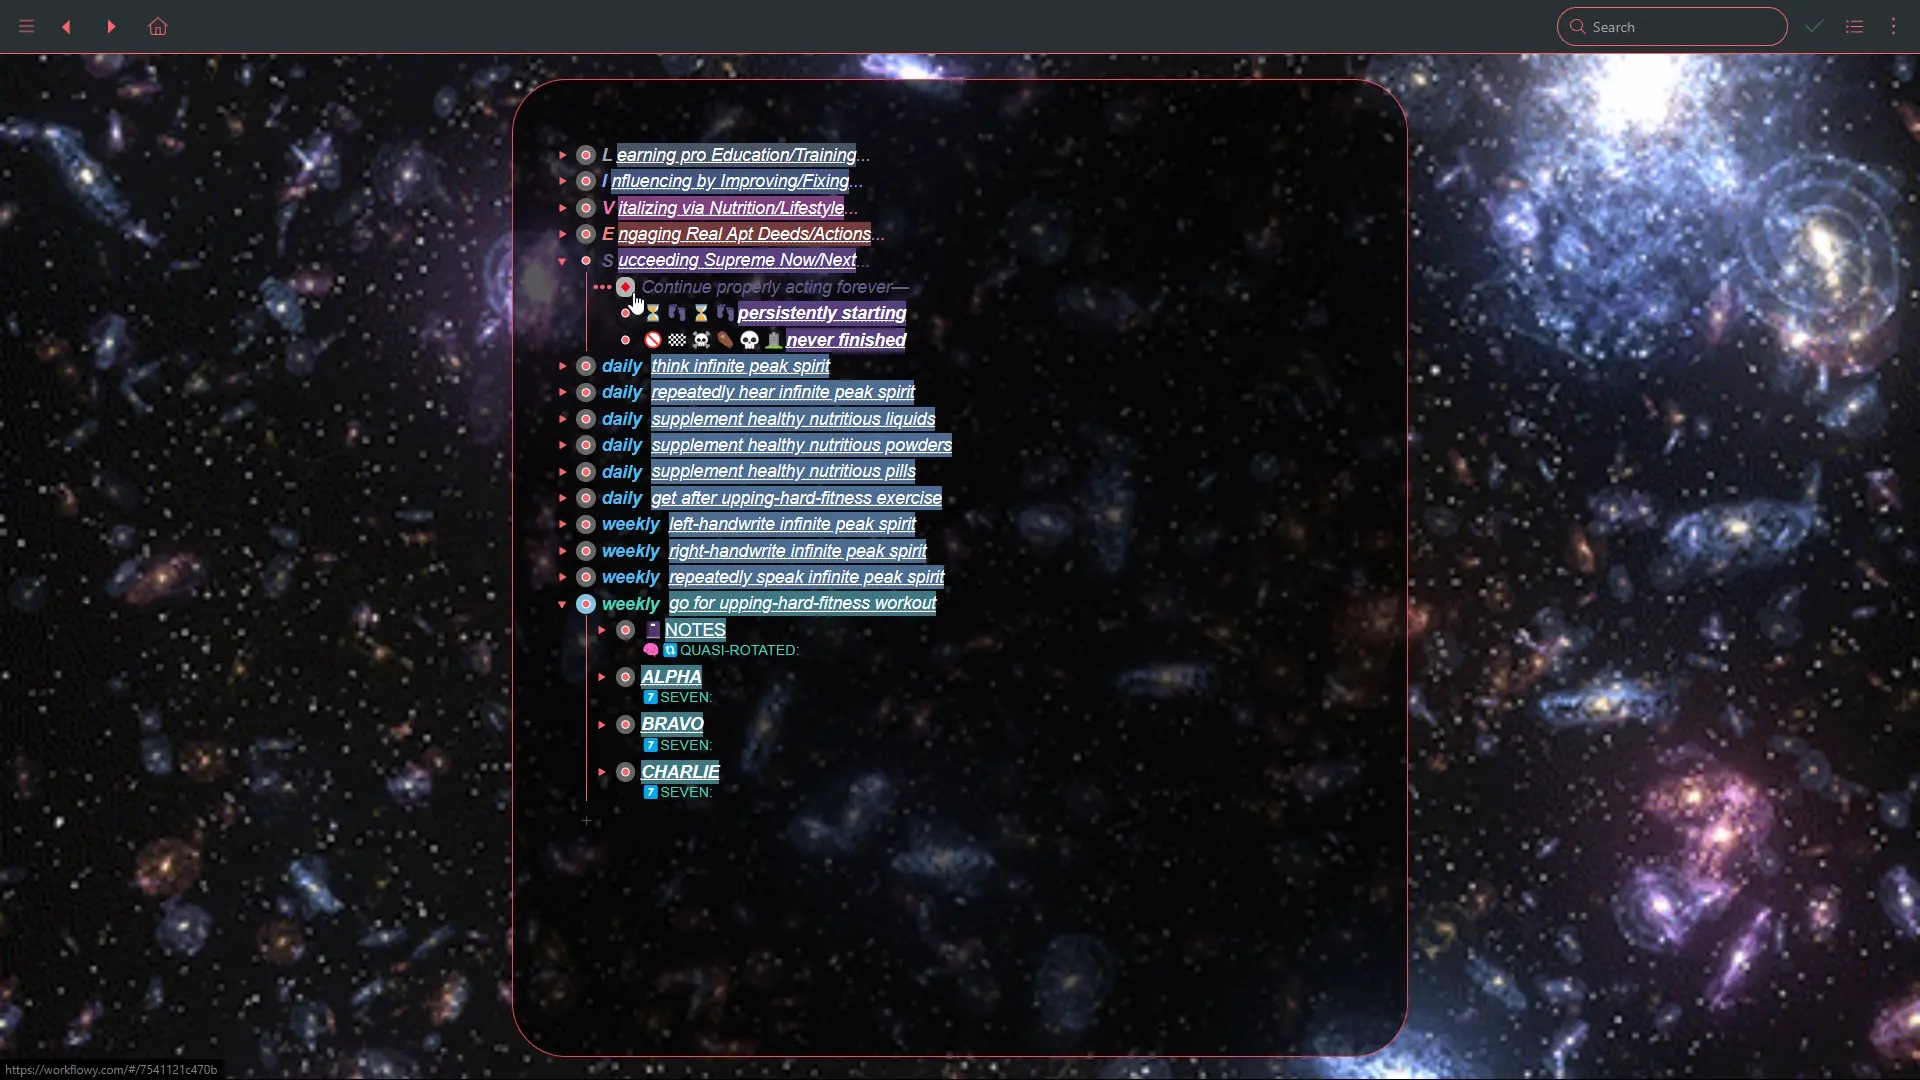 Search
L earning pro Education/Training...
I nfluencing by Improving/Fixing...
V italizing via Nutrition/Lifestyle...
E ngaging Real Apt Deeds/Actions...
S ucceeding Supreme Now/Next...
Continue properly acting forever—
⏳👣⏳👣persistently starting
🚫🏁☠️⚰️💀🪦never finished
daily think infinite peak spirit
daily repeatedly hear infinite peak spirit
daily supplement healthy nutritious liquids
daily supplement healthy nutritious powders
daily supplement healthy nutritious pills
daily get after upping-hard-fitness exercise
weekly left-handwrite infinite peak spirit
weekly right-handwrite infinite peak spirit
weekly repeatedly speak infinite peak spirit
weekly go for upping-hard-fitness workout
NOTES
🧠🔃QUASI-ROTATED:
ALPHA
7️⃣SEVEN:
BRAVO
7️⃣SEVEN:
CHARLIE
7️⃣SEVEN:
https://workflowy.com/#/7541121c470b